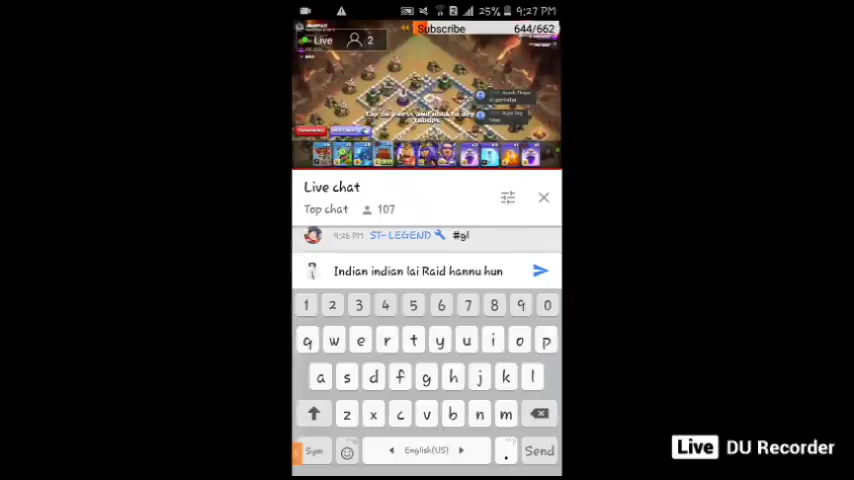 25% 9:27 PM
Subscribe 644/662
Live 2
Live chat
Top chat 107
9:26 PM ST-LEGEND #gl
Indian indian lai Raid hannu hun
1 2 3 4 5 6 7 8 9 0
q w e r t y u i o p
a s d f g h j k l
z x c v b n m
Sym English(US) . Send
Live DU Recorder